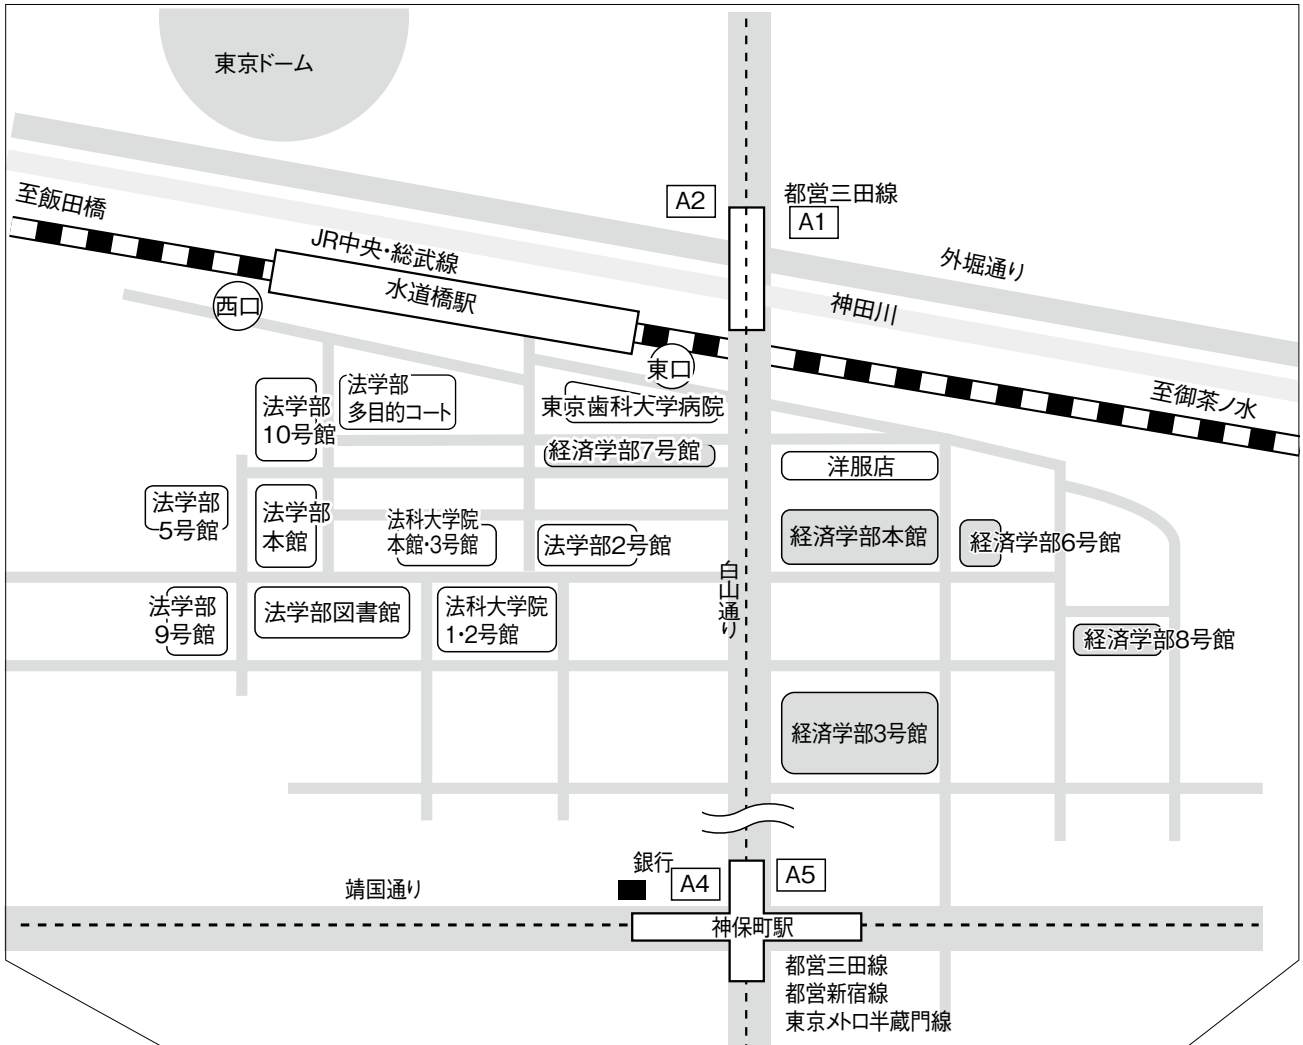 東京ドーム
A2
都営三田線
A1
至飯田橋
JR中央・総武線
外堀通り
水道橋駅
神田川
西口
東口
至御茶ノ水
法学部
10号館
法学部
多目的コート
東京歯科大学病院
経済学部7号館
洋服店
法学部
5号館
法学部
本館
法科大学院
本館・3号館
法学部2号館
経済学部本館
経済学部6号館
白山通り
法学部
9号館
法学部図書館
法科大学院
1・2号館
経済学部8号館
経済学部3号館
銀行
A4
A5
靖国通り
神保町駅
都営三田線
都営新宿線
東京メトロ半蔵門線